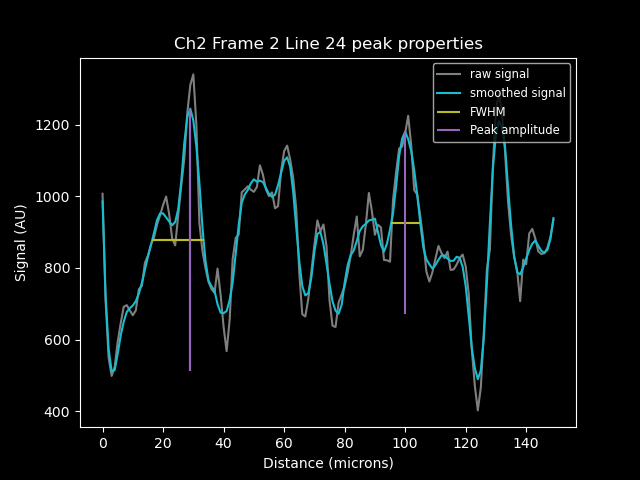 Ch2 Frame 2 Line 24 peak properties
raw signal
smoothed signal
FWHM
Peak amplitude
Signal (AU)
1200
1000
800
600
400
0 20 40 60 80 100 120 140
Distance (microns)